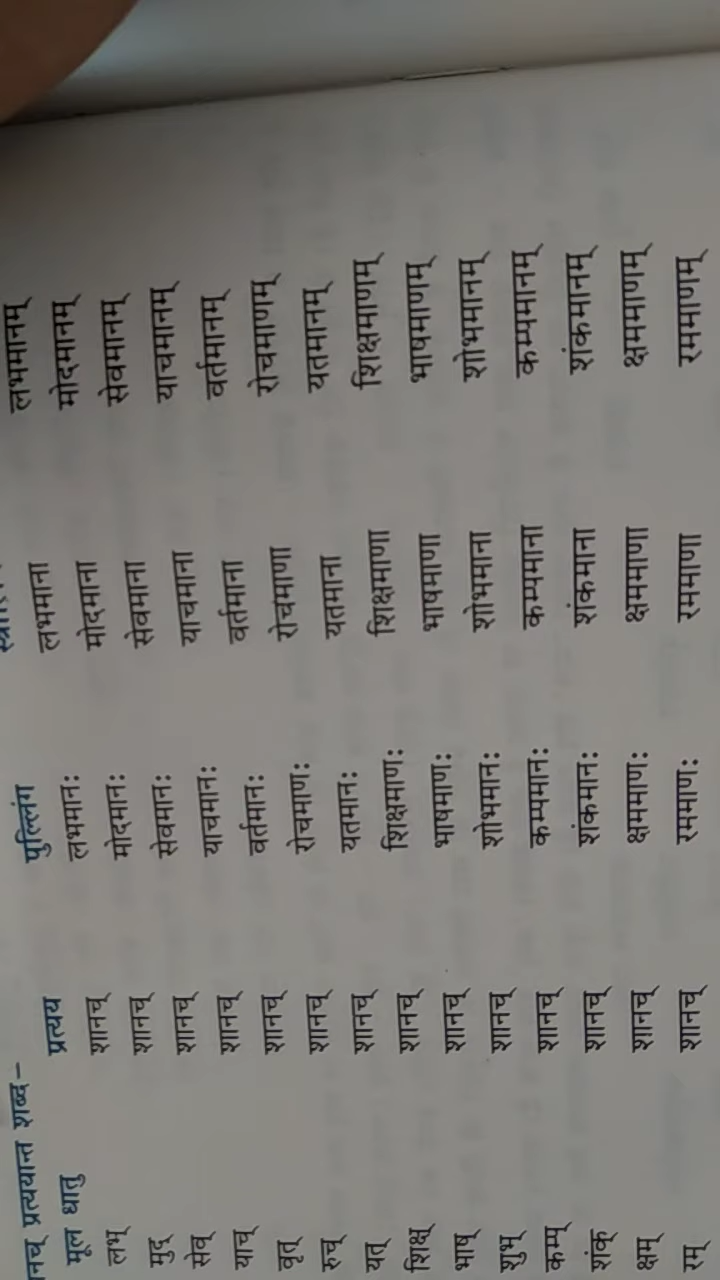 नच् प्रत्ययान्त शब्द –
मूल धातु प्रत्यय पुल्लिंग
लभ् शानच् लभमानः लभमाना लभमानम्
मुद् शानच् मोदमानः मोदमाना मोदमानम्
सेव् शानच् सेवमानः सेवमाना सेवमानम्
याच् शानच् याचमानः याचमाना याचमानम्
वृत् शानच् वर्तमानः वर्तमाना वर्तमानम्
रुच् शानच् रोचमाणः रोचमाणा रोचमाणम्
यत् शानच् यतमानः यतमाना यतमानम्
शिक्ष् शानच् शिक्षमाणः शिक्षमाणा शिक्षमाणम्
भाष् शानच् भाषमाणः भाषमाणा भाषमाणम्
शुभ् शानच् शोभमानः शोभमाना शोभमानम्
कम्प् शानच् कम्पमानः कम्पमाना कम्पमानम्
शंक् शानच् शंकमानः शंकमाना शंकमानम्
क्षम् शानच् क्षममाणः क्षममाणा क्षममाणम्
रम् शानच् रममाणः रममाणा रममाणम्